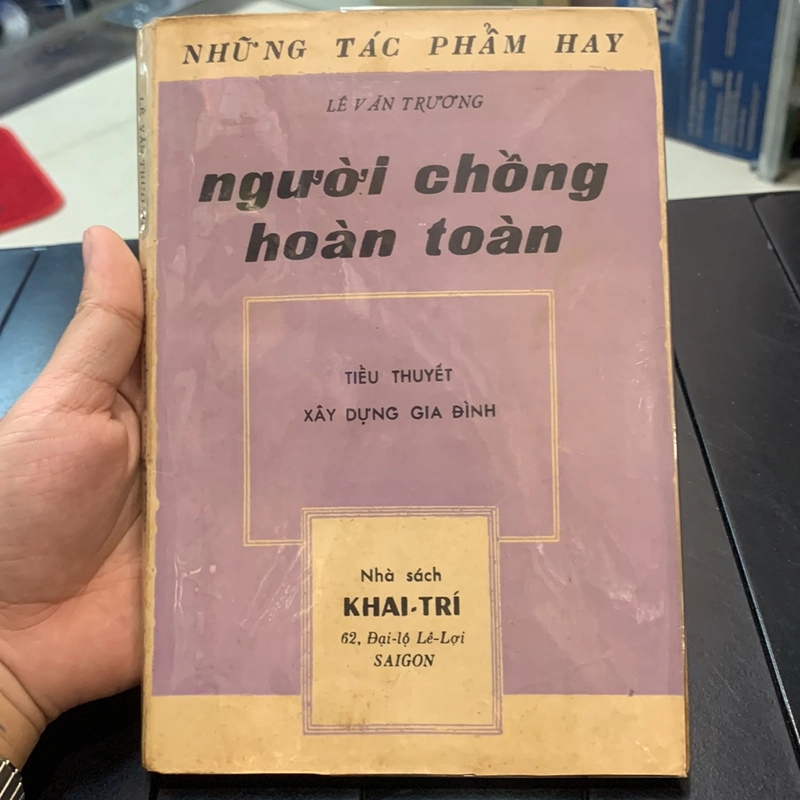 NHỮNG TÁC PHẨM HAY
LÊ VĂN TRƯƠNG
người chồng
hoàn toàn
TIỀU THUYẾT
XÂY DỰNG GIA ĐÌNH
Nhà sách
KHAI-TRÍ
62, Đại-lộ Lê-Lợi
SAIGON